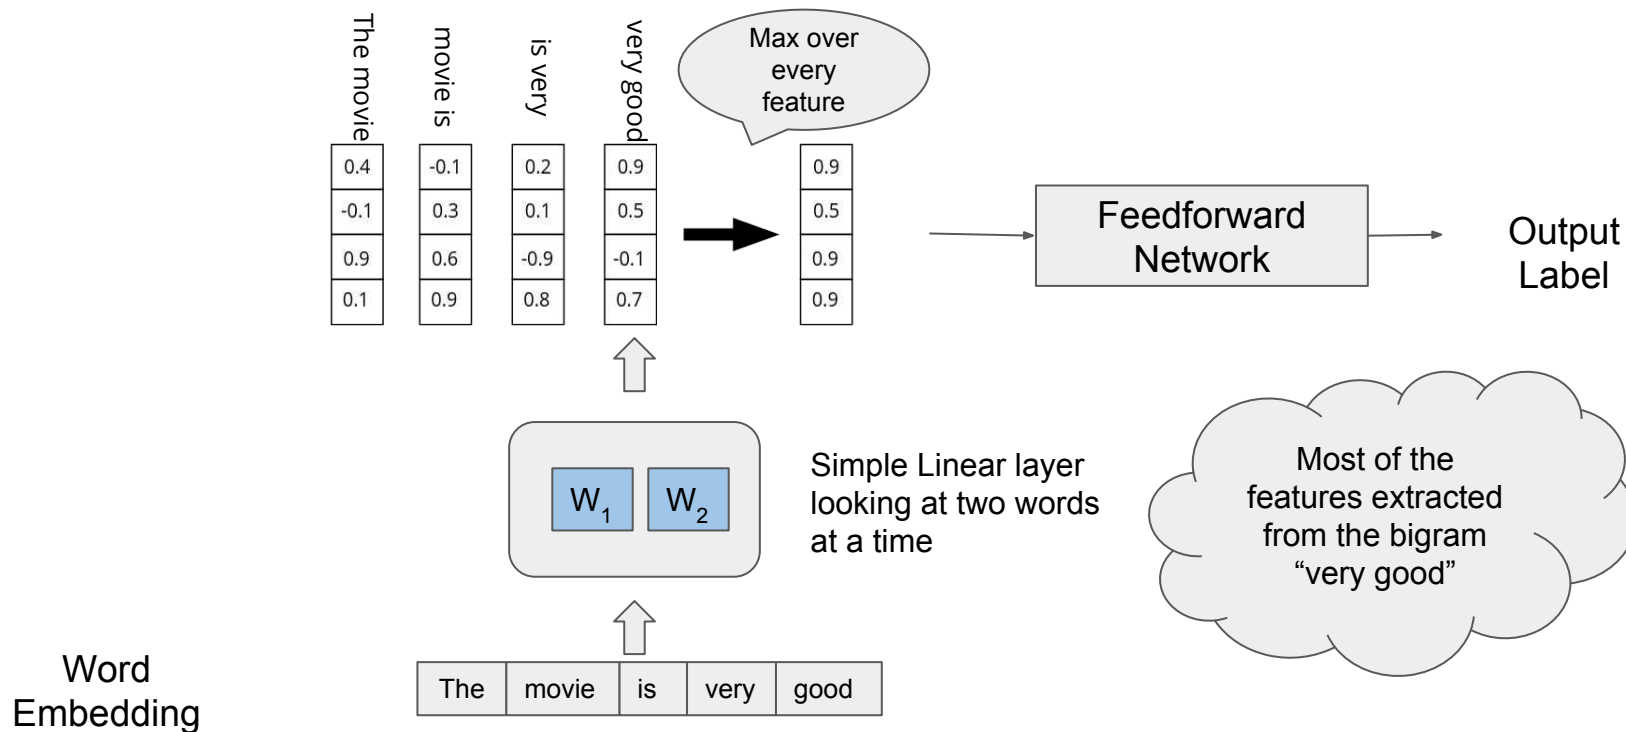 The movie
movie is
is very
very good
Max over
every
feature
0.4
-0.1
0.9
0.1
-0.1
0.3
0.6
0.9
0.2
0.1
-0.9
0.8
0.9
0.5
-0.1
0.7
0.9
0.5
0.9
0.9
Feedforward
Network
Output
Label
W1 W2
Simple Linear layer
looking at two words
at a time
Most of the
features extracted
from the bigram
“very good”
Word
Embedding
The movie is very good